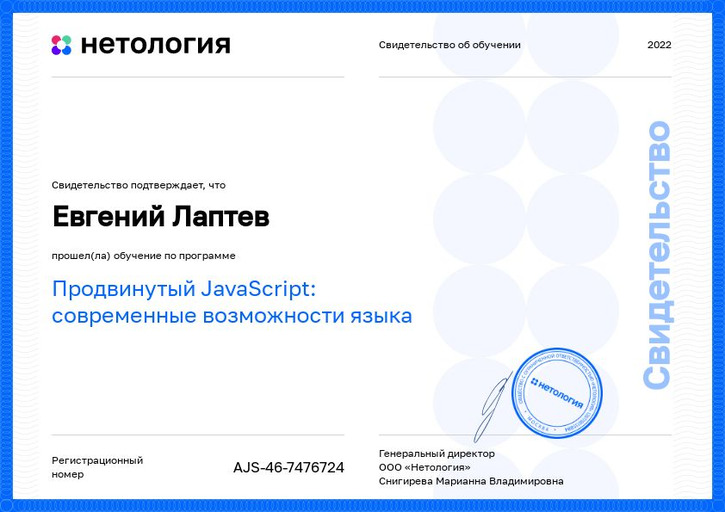 нетология
Свидетельство об обучении
2022
Свидетельство подтверждает, что
Евгений Лаптев
прошел(ла) обучение по программе
Продвинутый JavaScript:
современные возможности языка
Свидетельство
нетология
МОСКВА
Регистрационный
номер
AJS-46-7476724
Генеральный директор
ООО «Нетология»
Снигирева Марианна Владимировна